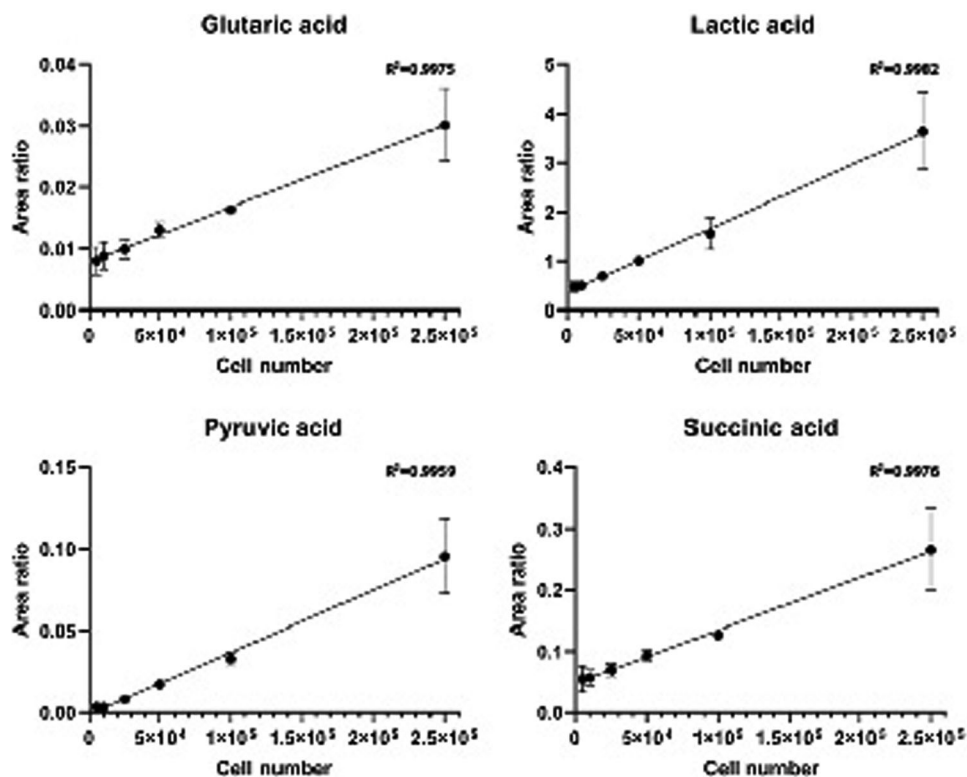 Glutaric acid
R²=0.9975
Area ratio
0.04
0.03
0.02
0.01
0.00
0 5×10⁴ 1×10⁵ 1.5×10⁵ 2×10⁵ 2.5×10⁵
Cell number
Lactic acid
R²=0.9982
Area ratio
5
4
3
2
1
0
0 5×10⁴ 1×10⁵ 1.5×10⁵ 2×10⁵ 2.5×10⁵
Cell number
Pyruvic acid
R²=0.9959
Area ratio
0.15
0.10
0.05
0.00
0 5×10⁴ 1×10⁵ 1.5×10⁵ 2×10⁵ 2.5×10⁵
Cell number
Succinic acid
R²=0.9976
Area ratio
0.4
0.3
0.2
0.1
0.0
0 5×10⁴ 1×10⁵ 1.5×10⁵ 2×10⁵ 2.5×10⁵
Cell number